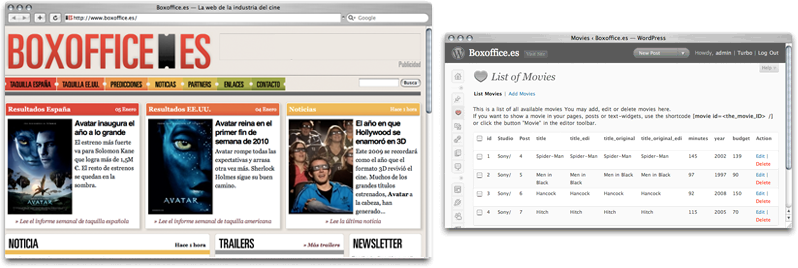 Boxoffice.es — La web de la industria del cine
http://www.boxoffice.es/
Google
BOXOFFICE ES
Publicidad
TAQUILLA ESPAÑA TAQUILLA EE.UU. PREDICCIONES NOTICIAS PARTNERS ENLACES CONTACTO
Busca
Resultados España 05 Enero
Avatar inaugura el año a lo grande
El estreno más fuerte va para Solomon Kane que logra más de 1,5M €. El resto de estrenos se quedan en la sombra.
AVATAR
» Lee el informe semanal de taquilla española
Resultados EE.UU. 04 Enero
Avatar reina en el primer fin de semana de 2010
Avatar rompe todas las expectativas y arrasa otra vez más. Sherlock Holmes sigue su buen camino.
AVATAR
» Lee el informe semanal de taquilla americana
Noticias Hace 1 hora
El año en que Hollywood se enamoró en 3D
Este 2009 se recordará como el año que el formato 3D revivió el cine. Muchos de los grandes títulos estrenados, Avatar a la cabeza, han generado...
» Lee la última noticia
NOTICIA Hace 1 hora
TRAILERS » Más trailers
NEWSLETTER
Movies ‹ Boxoffice.es — WordPress
Boxoffice.es Visit Site
New Post
Howdy, admin | Turbo | Log Out
Help
List of Movies
List Movies | Add Movies
This is a list of all available movies You may add, edit or delete movies here.
If you want to show a movie in your pages, posts or text-widgets, use the shortcode [movie id=<the_movie_ID> /]
or click the button "Movie" in the editor toolbar.
id Studio Post title title_edi title_original title_original_edi minutes year budget Action
1 Sony/ 4 Spider-Man Spider-Man Spider-Man Spider-Man 145 2002 139 Edit | Delete
2 Sony/ 5 Men in Black Men in Black Men in Black Men in Black 97 1997 90 Edit | Delete
3 Sony/ 6 Hancock Hancock Hancock Hancock 92 2008 150 Edit | Delete
4 Sony/ 7 Hitch Hitch Hitch Hitch 115 2005 70 Edit | Delete